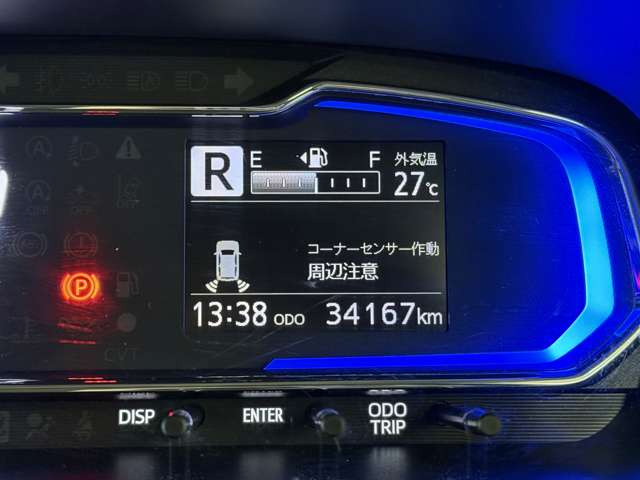 R E F 外気温
27℃
コーナーセンサー作動
周辺注意
13:38 ODO 34167km
P
CVT
DISP ENTER ODO TRIP